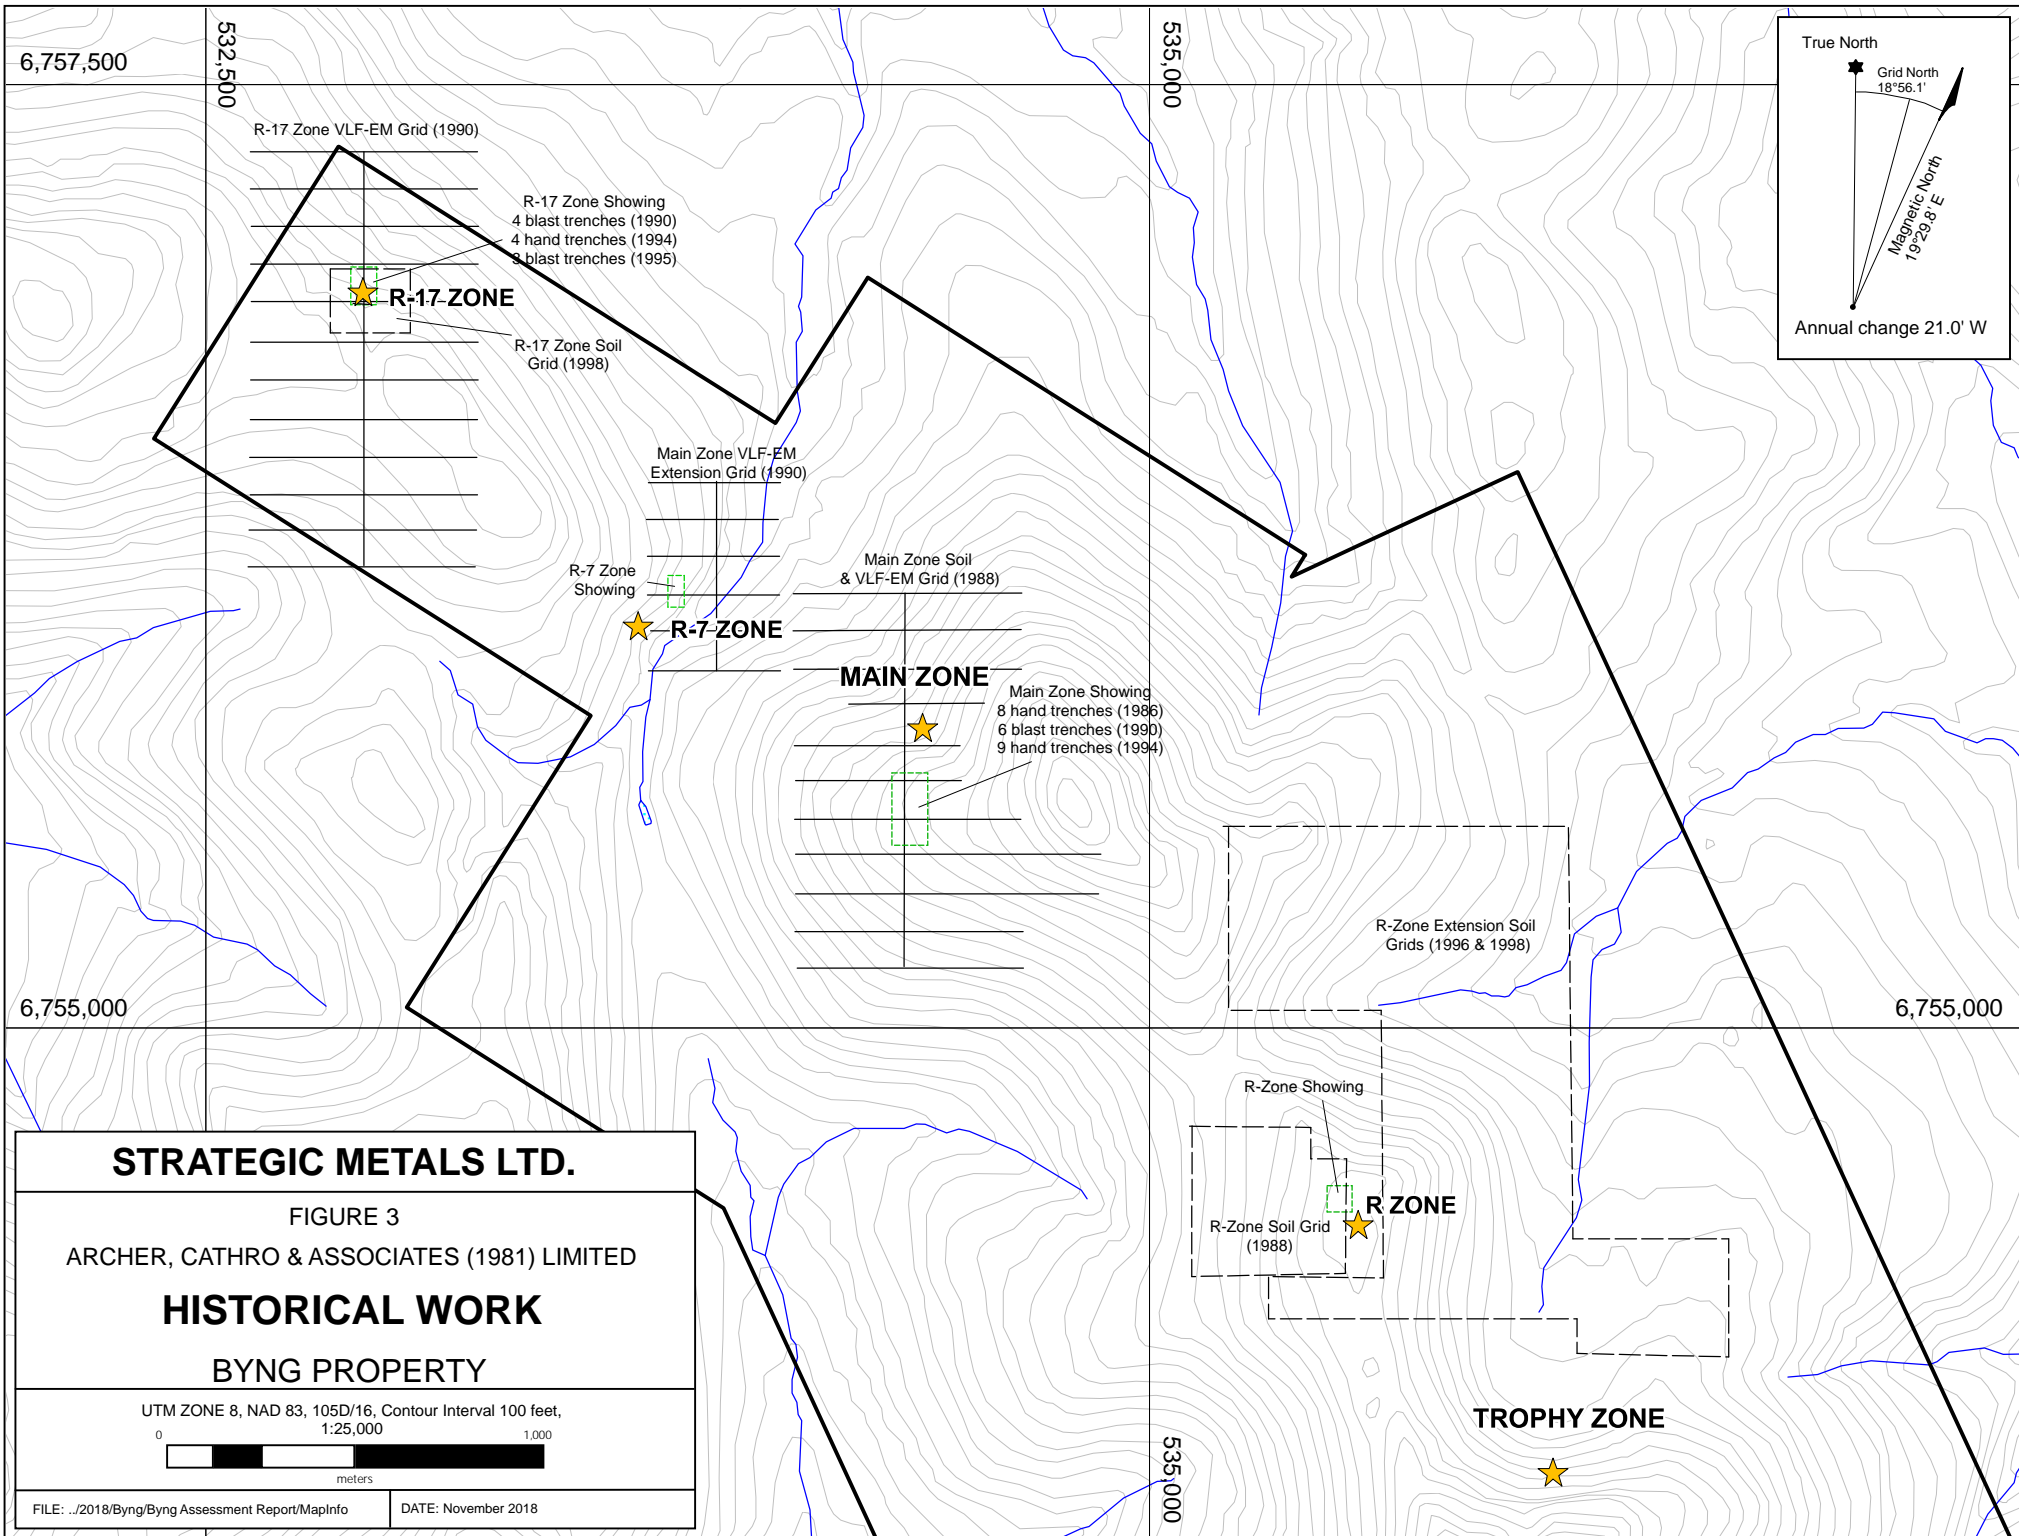 6,757,500
532,500
535,000
True North
Grid North
18°56.1'
Magnetic North
19°29.8' E
Annual change 21.0' W
R-17 Zone VLF-EM Grid (1990)
R-17 Zone Showing
4 blast trenches (1990)
4 hand trenches (1994)
3 blast trenches (1995)
R-17 ZONE
R-17 Zone Soil
Grid (1998)
Main Zone VLF-EM
Extension Grid (1990)
R-7 Zone
Showing
R-7 ZONE
Main Zone Soil
& VLF-EM Grid (1988)
MAIN ZONE
Main Zone Showing
8 hand trenches (1986)
6 blast trenches (1990)
9 hand trenches (1994)
R-Zone Extension Soil
Grids (1996 & 1998)
6,755,000
6,755,000
R-Zone Showing
R ZONE
R-Zone Soil Grid
(1988)
TROPHY ZONE
535,000
STRATEGIC METALS LTD.
FIGURE 3
ARCHER, CATHRO & ASSOCIATES (1981) LIMITED
HISTORICAL WORK
BYNG PROPERTY
UTM ZONE 8, NAD 83, 105D/16, Contour Interval 100 feet,
1:25,000
0 1,000
meters
FILE: ../2018/Byng/Byng Assessment Report/MapInfo
DATE: November 2018